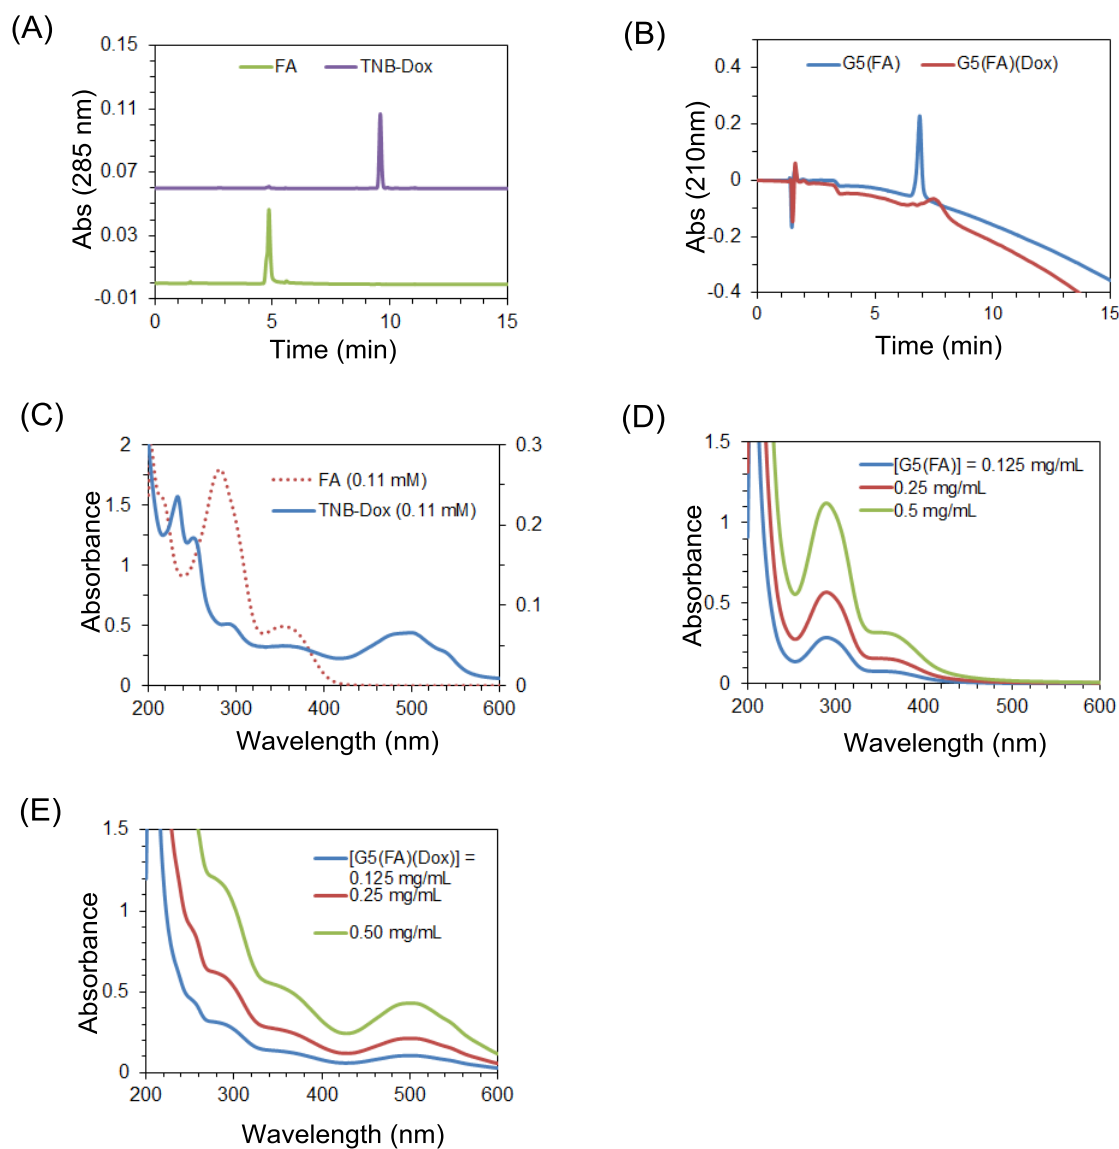 (A)
0.15
0.11
0.07
0.03
-0.01
Abs (285 nm)
FA
TNB-Dox
0
5
10
15
Time (min)
(B)
0.4
0.2
0
-0.2
-0.4
Abs (210nm)
G5(FA)
G5(FA)(Dox)
5
10
15
Time (min)
(C)
2
1.5
1
0.5
0
Absorbance
FA (0.11 mM)
TNB-Dox (0.11 mM)
0.3
0.2
0.1
0
200
300
400
500
600
Wavelength (nm)
(D)
1.5
1
0.5
0
Absorbance
[G5(FA)] = 0.125 mg/mL
0.25 mg/mL
0.5 mg/mL
200
300
400
500
600
Wavelength (nm)
(E)
1.5
1
0.5
0
Absorbance
[G5(FA)(Dox)] =
0.125 mg/mL
0.25 mg/mL
0.50 mg/mL
200
300
400
500
600
Wavelength (nm)